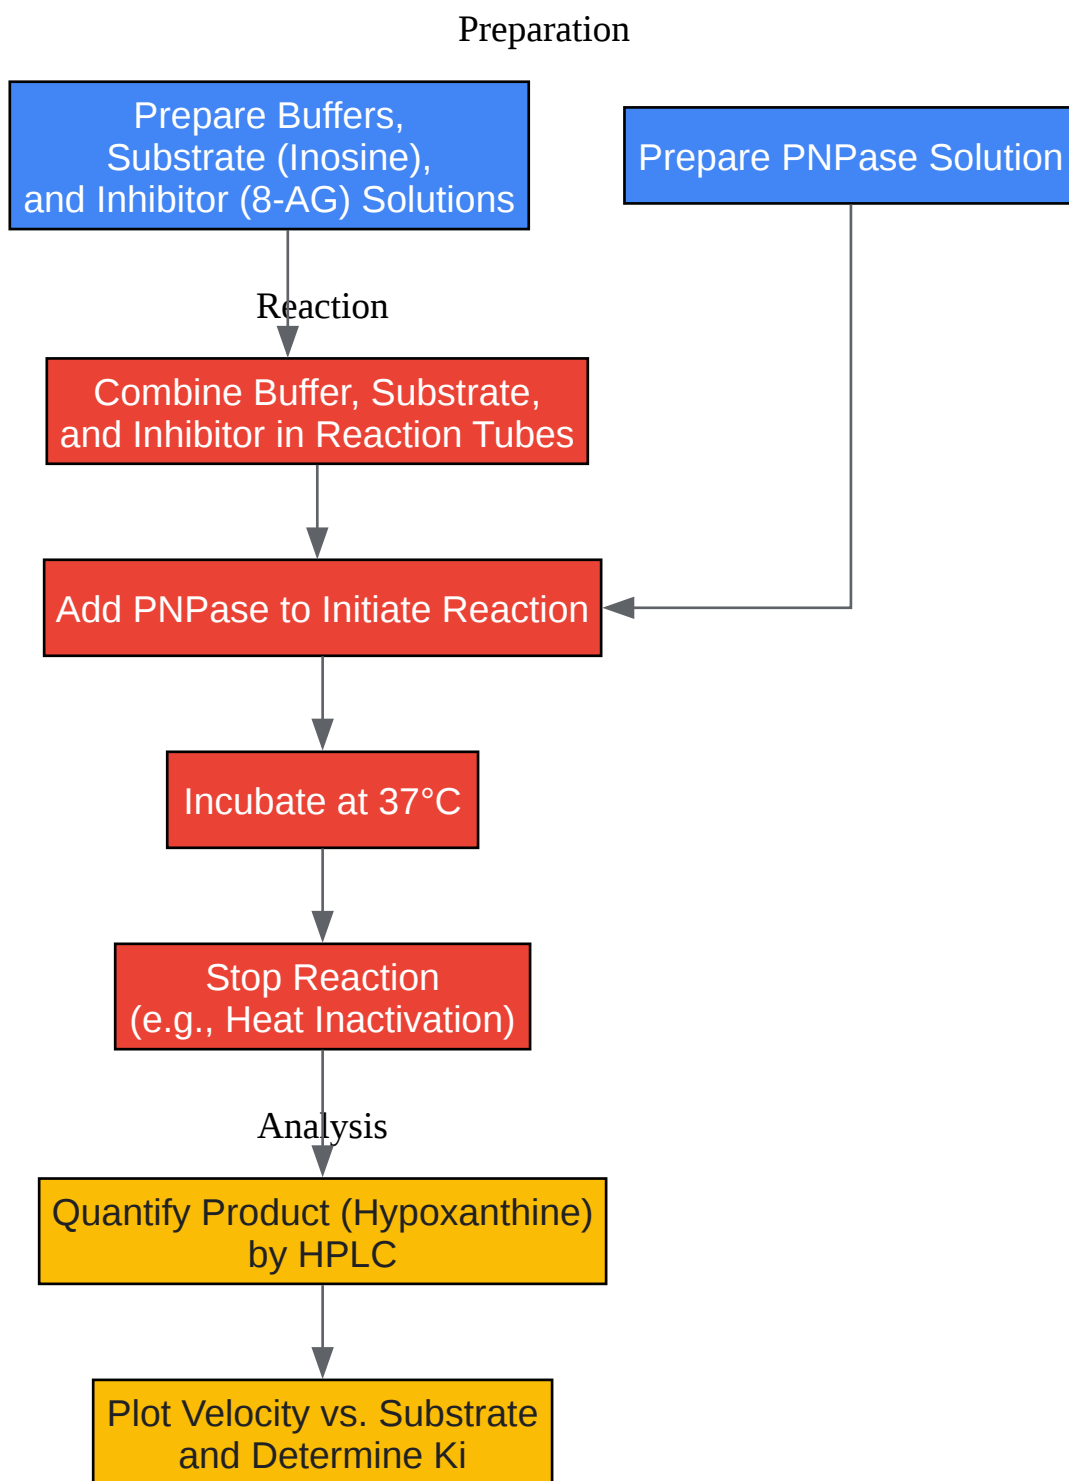 Preparation
Prepare Buffers,
Substrate (Inosine),
and Inhibitor (8-AG) Solutions
Prepare PNPase Solution
Reaction
Combine Buffer, Substrate,
and Inhibitor in Reaction Tubes
Add PNPase to Initiate Reaction
Incubate at 37°C
Stop Reaction
(e.g., Heat Inactivation)
Analysis
Quantify Product (Hypoxanthine)
by HPLC
Plot Velocity vs. Substrate
and Determine Ki